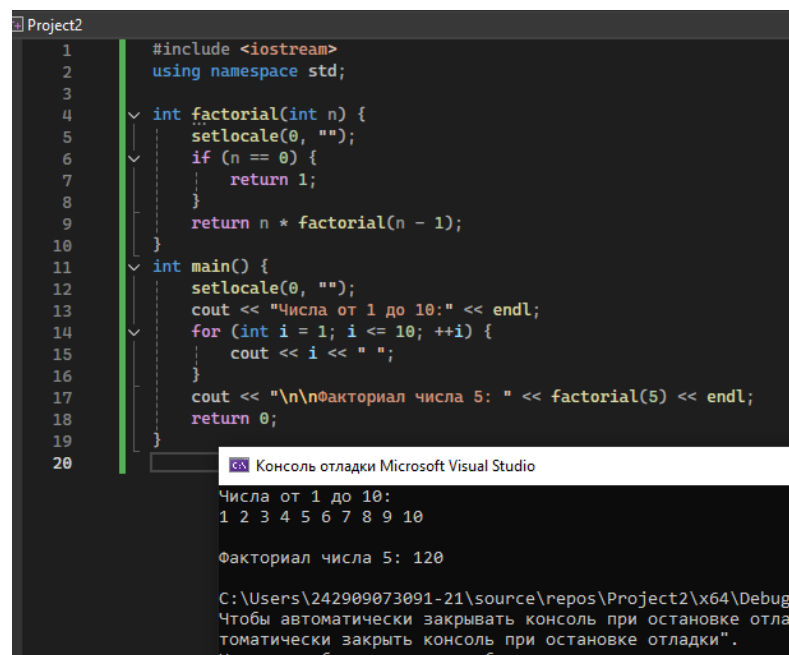 Project2
1 #include <iostream>
2 using namespace std;
3
4 int factorial(int n) {
5 setlocale(0, "");
6 if (n == 0) {
7 return 1;
8 }
9 return n * factorial(n - 1);
10 }
11 int main() {
12 setlocale(0, "");
13 cout << "Числа от 1 до 10:" << endl;
14 for (int i = 1; i <= 10; ++i) {
15 cout << i << " ";
16 }
17 cout << "\n\nФакториал числа 5: " << factorial(5) << endl;
18 return 0;
19 }
20
Консоль отладки Microsoft Visual Studio
Числа от 1 до 10:
1 2 3 4 5 6 7 8 9 10
Факториал числа 5: 120
C:\Users\242909073091-21\source\repos\Project2\x64\Debug
Чтобы автоматически закрывать консоль при остановке отла
томатически закрыть консоль при остановке отладки".